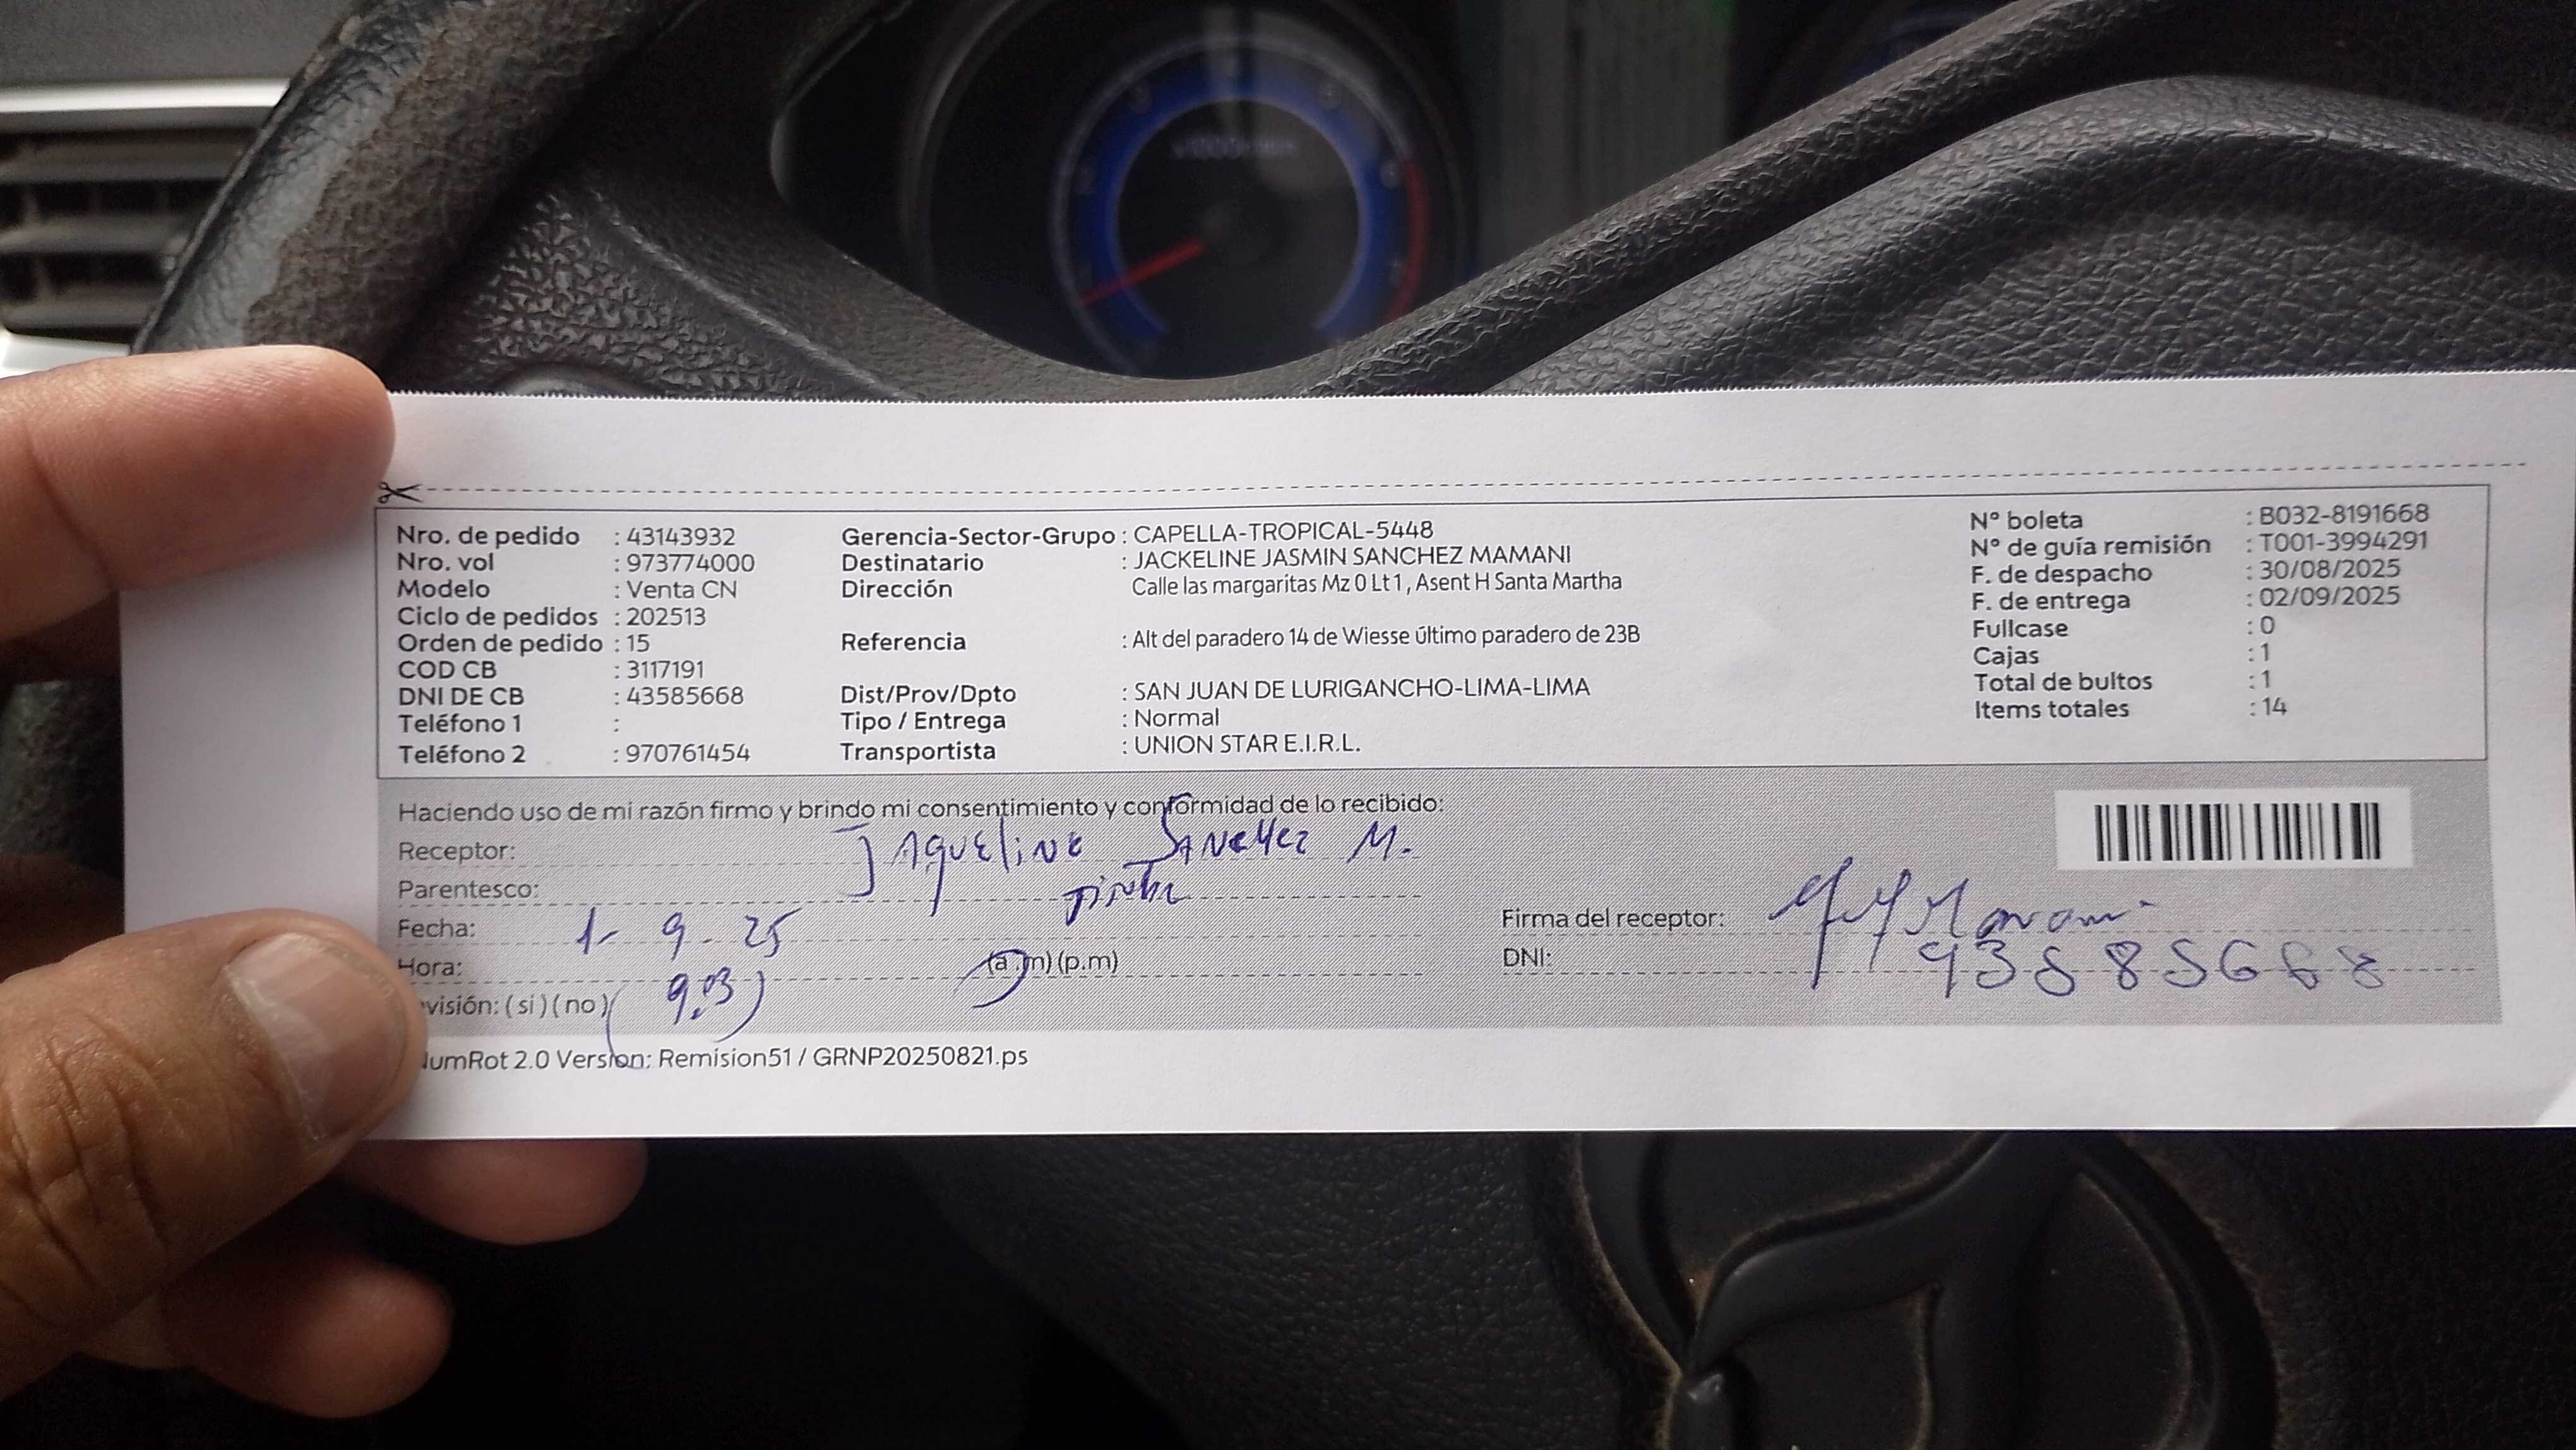 Nro. de pedido : 43143932
Nro. vol : 973774000
Modelo : Venta CN
Ciclo de pedidos : 202513
Orden de pedido : 15
COD CB : 3117191
DNI DE CB : 43585668
Teléfono 1 :
Teléfono 2 : 970761454
Gerencia-Sector-Grupo : CAPELLA-TROPICAL-5448
Destinatario : JACKELINE JASMIN SANCHEZ MAMANI
Dirección Calle las margaritas Mz 0 Lt 1 , Asent H Santa Martha
Referencia : Alt del paradero 14 de Wiesse último paradero de 23B
Dist/Prov/Dpto : SAN JUAN DE LURIGANCHO-LIMA-LIMA
Tipo / Entrega : Normal
Transportista : UNION STAR E.I.R.L.
N° boleta : B032-8191668
N° de guía remisión : T001-3994291
F. de despacho : 30/08/2025
F. de entrega : 02/09/2025
Fullcase : 0
Cajas : 1
Total de bultos : 1
Items totales : 14
Haciendo uso de mi razón firmo y brindo mi consentimiento y conformidad de lo recibido:
Receptor: JAqueline SANcHez M.
Parentesco:
Fecha: 1- 9 - 25
Hora: (a.m) (p.m)
visión: ( sí ) ( no ) (9:03)
Firma del receptor:
DNI:
NumRot 2.0 Version: Remision51 / GRNP20250821.ps